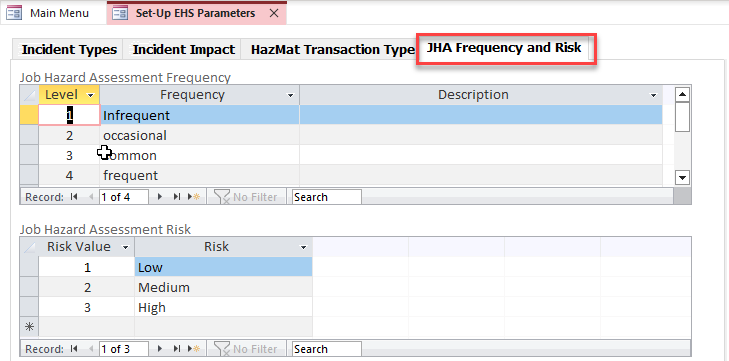 Main Menu Set-Up EHS Parameters
Incident Types Incident Impact HazMat Transaction Type JHA Frequency and Risk
Job Hazard Assessment Frequency
Level Frequency Description
1 Infrequent
2 occasional
3 common
4 frequent
Record: 1 of 4 No Filter Search
Job Hazard Assessment Risk
Risk Value Risk
1 Low
2 Medium
3 High
Record: 1 of 3 No Filter Search